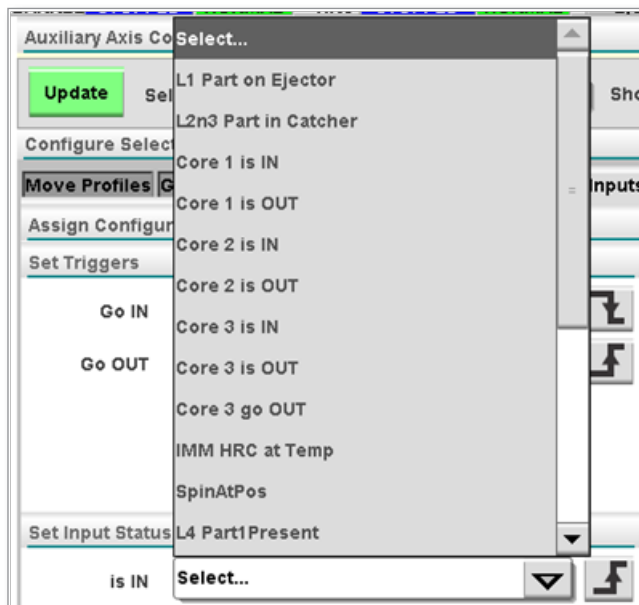 Auxiliary Axis Co
Select...
Update
Sel
Sho
L1 Part on Ejector
L2n3 Part in Catcher
Configure Select
Core 1 is IN
Move Profiles
G
Inputs
Core 1 is OUT
Assign Configur
Core 2 is IN
Set Triggers
Core 2 is OUT
Go IN
Core 3 is IN
Go OUT
Core 3 is OUT
Core 3 go OUT
IMM HRC at Temp
SpinAtPos
Set Input Status
L4 Part1Present
is IN
Select...